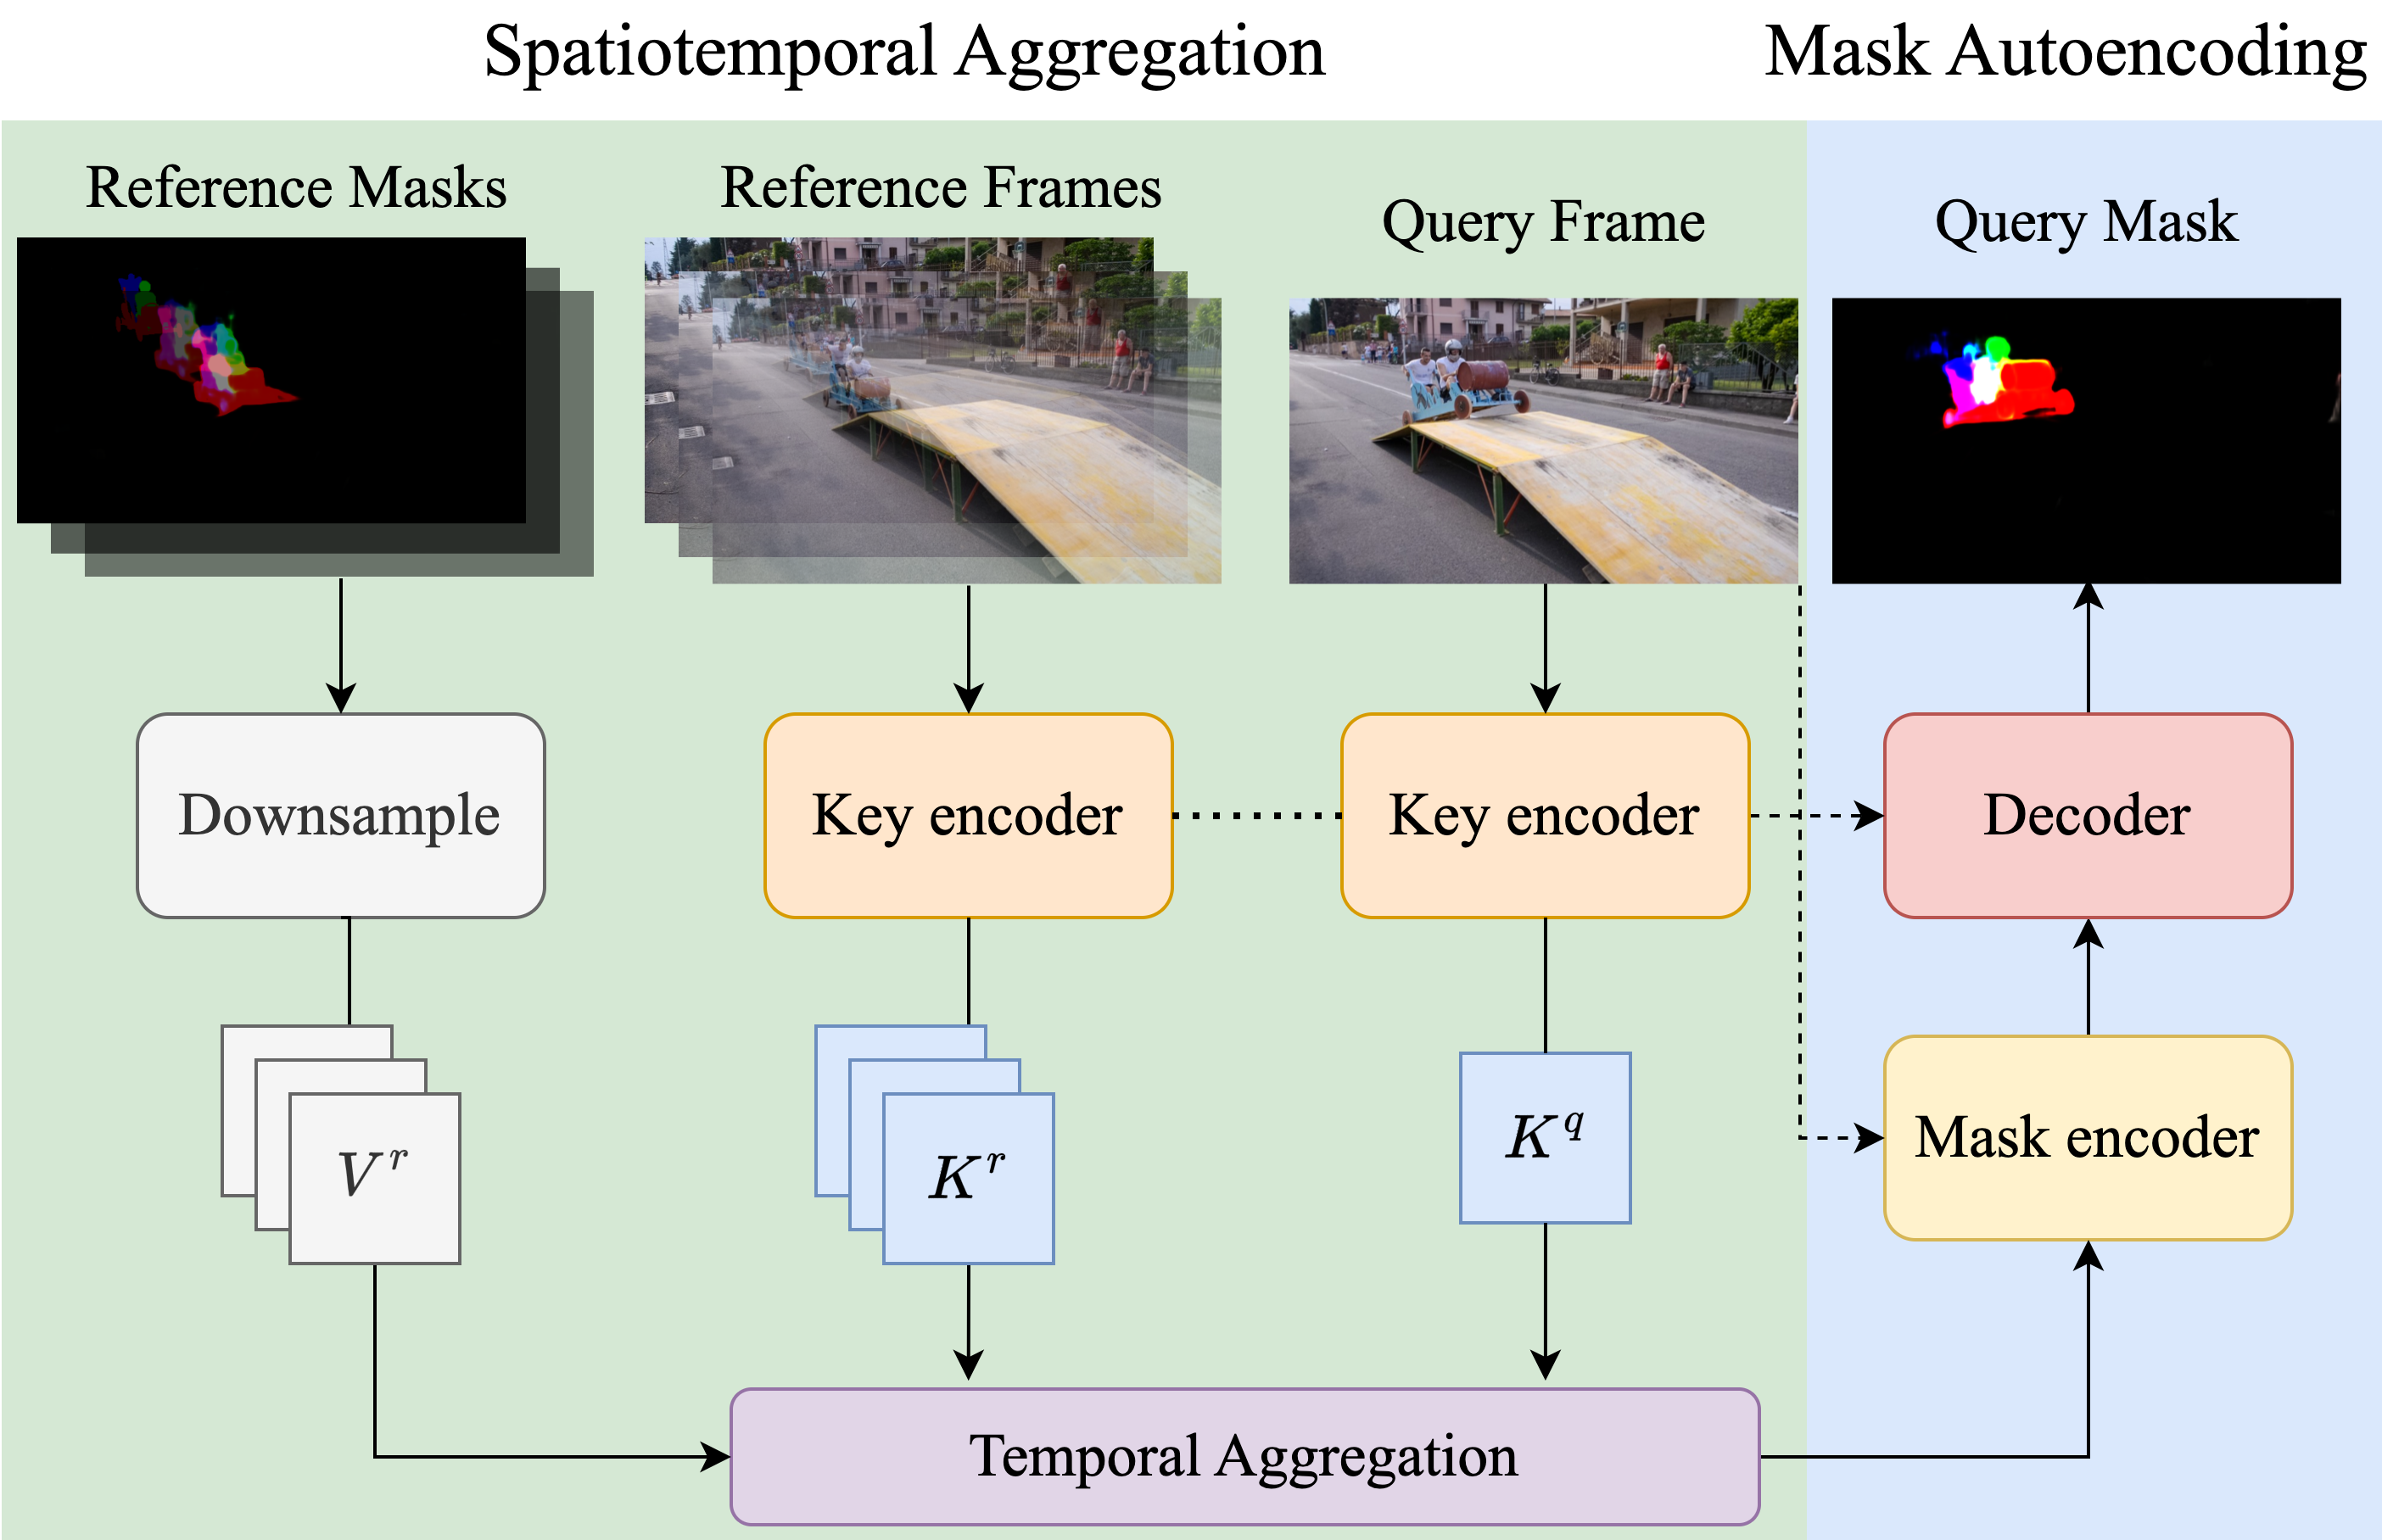 Spatiotemporal Aggregation
Mask Autoencoding
Reference Masks
Reference Frames
Query Frame
Query Mask
Downsample
Key encoder
Key encoder
Decoder
V^r
K^r
K^q
Mask encoder
Temporal Aggregation